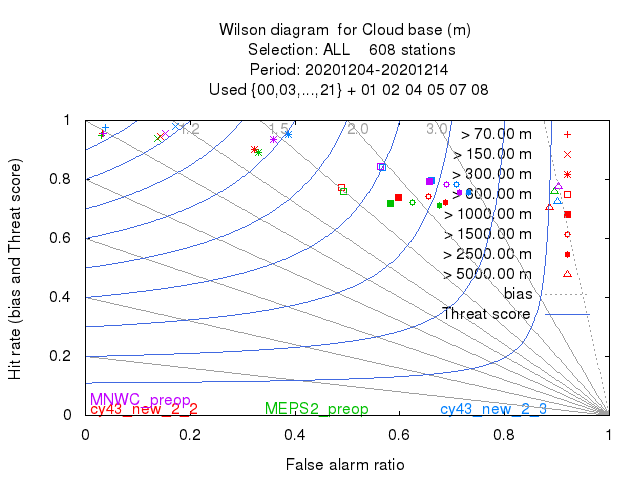 Wilson diagram for Cloud base (m)
Selection: ALL 608 stations
Period: 20201204-20201214
Used {00,03,...,21} + 01 02 04 05 07 08
Hit rate (bias and Threat score)
1
0.8
0.6
0.4
0.2
0
1.2
1.5
2.0
3.0
> 70.00 m
> 150.00 m
> 300.00 m
> 600.00 m
> 1000.00 m
> 1500.00 m
> 2500.00 m
> 5000.00 m
bias
Threat score
MNWC_preop
cy43_new_2_2 MEPS2_preop cy43_new_2_3
0 0.2 0.4 0.6 0.8 1
False alarm ratio